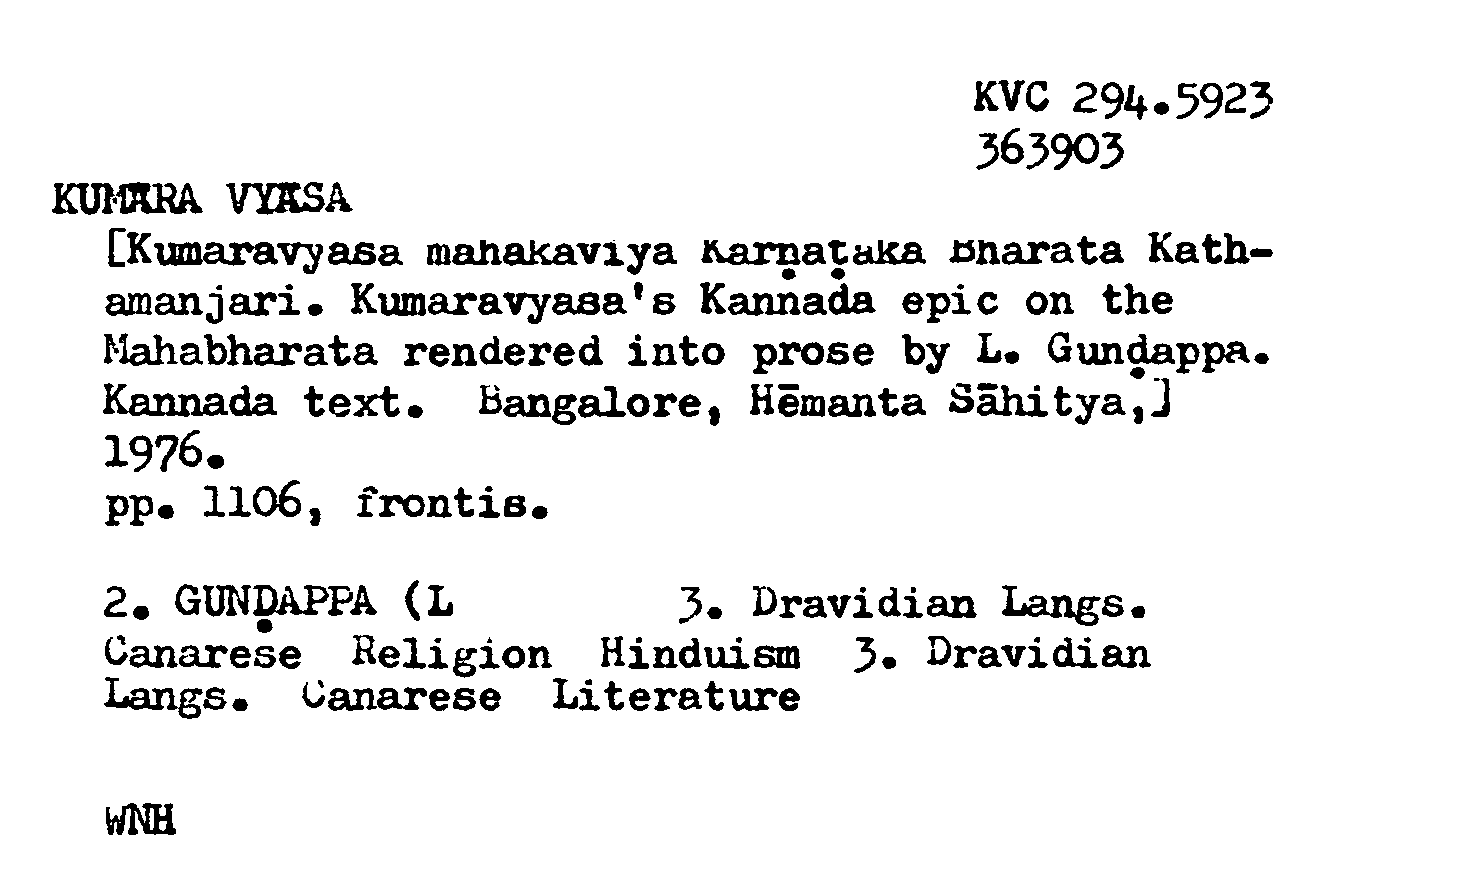 KVC 294.5923
363903
KUMĀRA VYĀSA
[Kumaravyasa mahakaviya Karṇaṭaka Bharata Kath-
amanjari. Kumaravyasa's Kannada epic on the
Mahabharata rendered into prose by L. Gunḍappa.
Kannada text. Bangalore, Hēmanta Sāhitya,]
1976.
pp. 1106, frontis.
2. GUNḌAPPA (L 3. Dravidian Langs.
Canarese Religion Hinduism 3. Dravidian
Langs. Canarese Literature
WNH